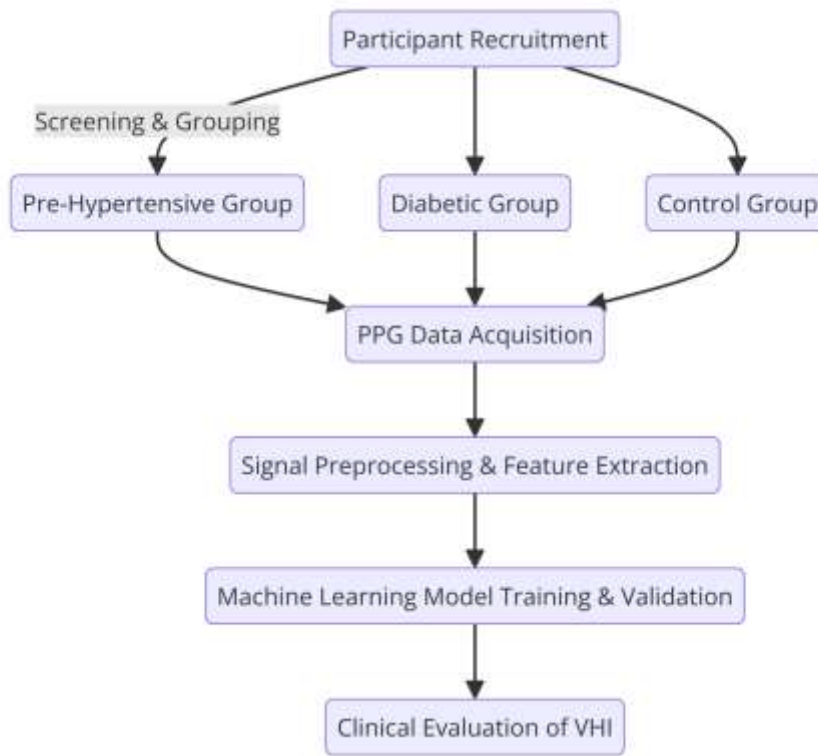 Participant Recruitment
Screening & Grouping
Pre-Hypertensive Group
Diabetic Group
Control Group
PPG Data Acquisition
Signal Preprocessing & Feature Extraction
Machine Learning Model Training & Validation
Clinical Evaluation of VHI